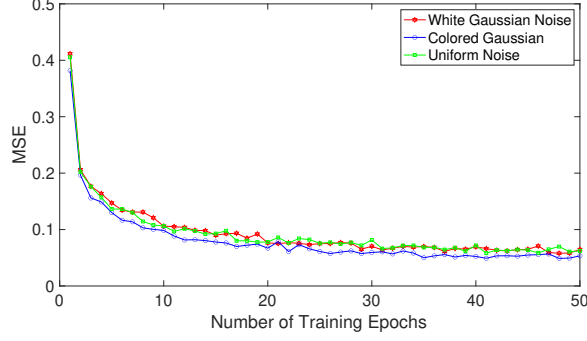 0.5
0.4
0.3
0.2
0.1
0
MSE
White Gaussian Noise
Colored Gaussian
Uniform Noise
0 10 20 30 40 50
Number of Training Epochs